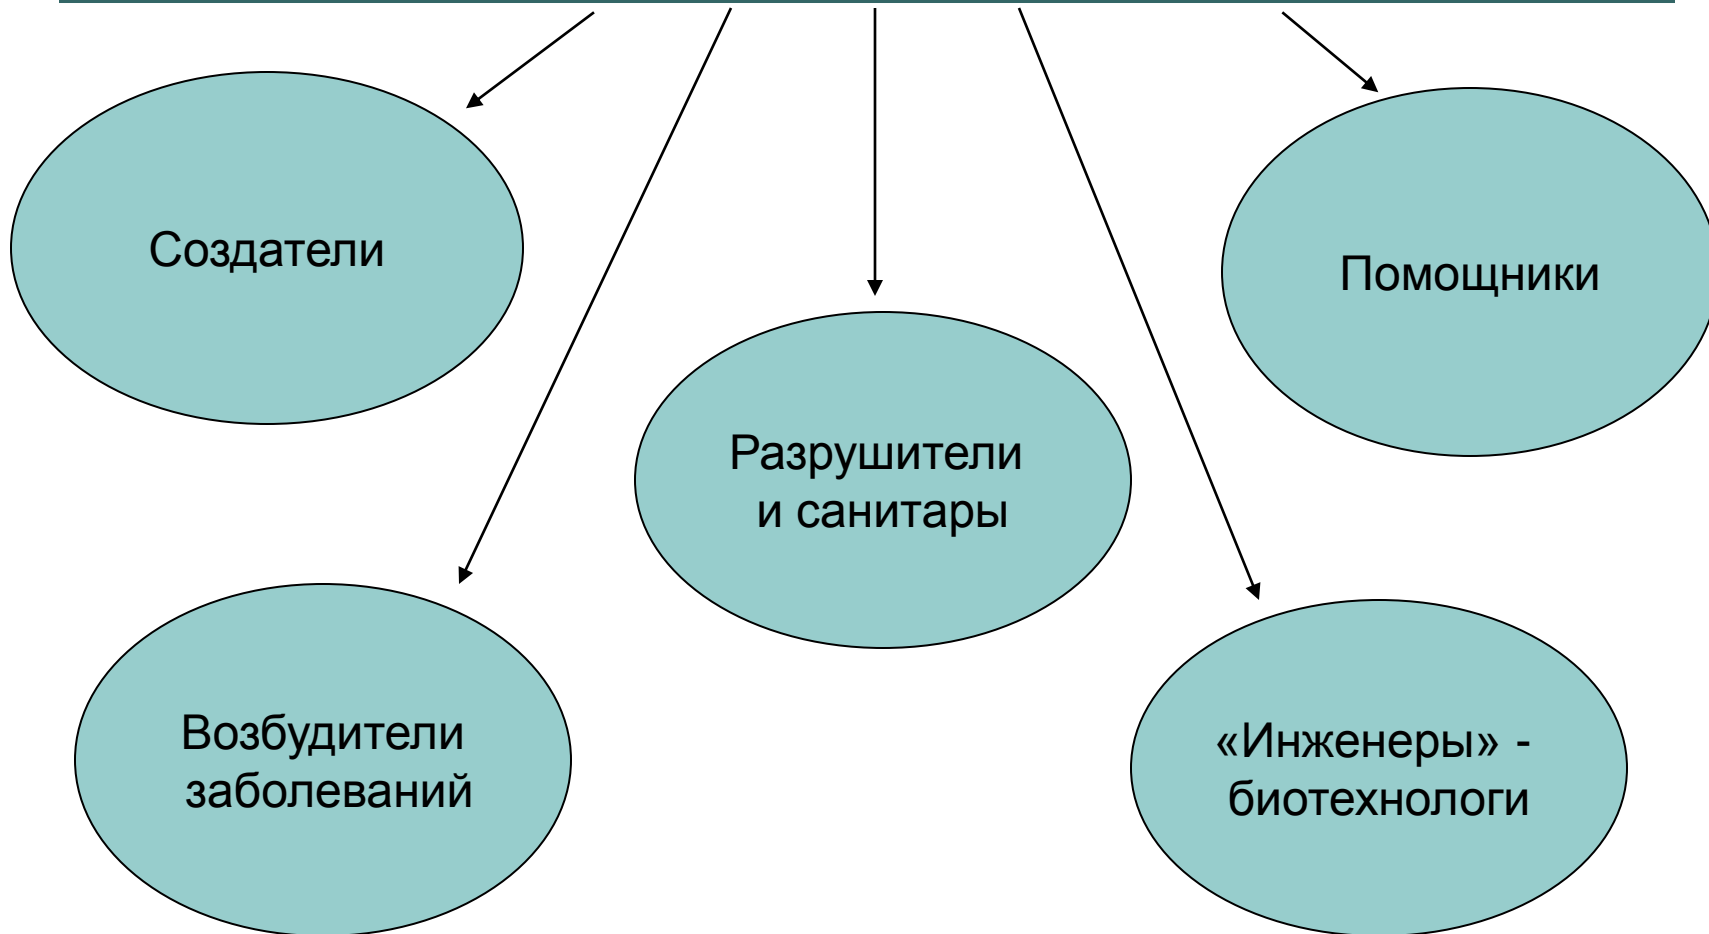 Создатели
Помощники
Разрушители
и санитары
Возбудители
заболеваний
«Инженеры» -
биотехнологи